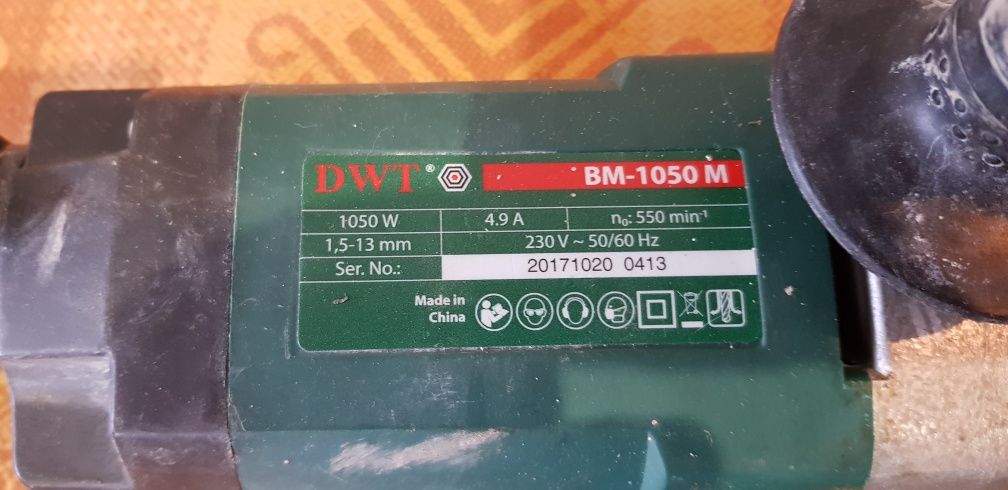 DWT® BM-1050 M
1050 W 4.9 A n₀: 550 min⁻¹
1,5-13 mm 230 V ~ 50/60 Hz
Ser. No.: 20171020 0413
Made in
China